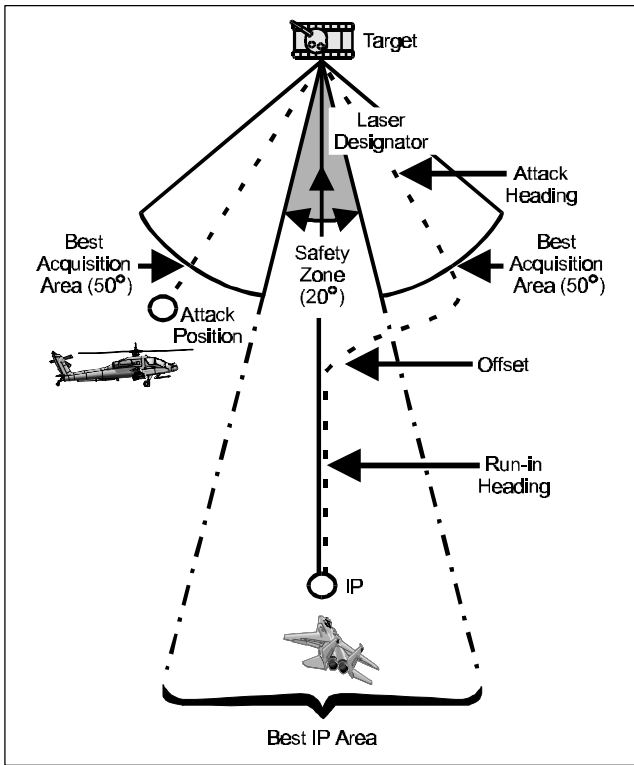 Target
Laser
Designator
Attack
Heading
Best
Acquisition
Area (50°)
Safety
Zone
(20°)
Best
Acquisition
Area (50°)
Attack
Position
Offset
Run-in
Heading
IP
Best IP Area